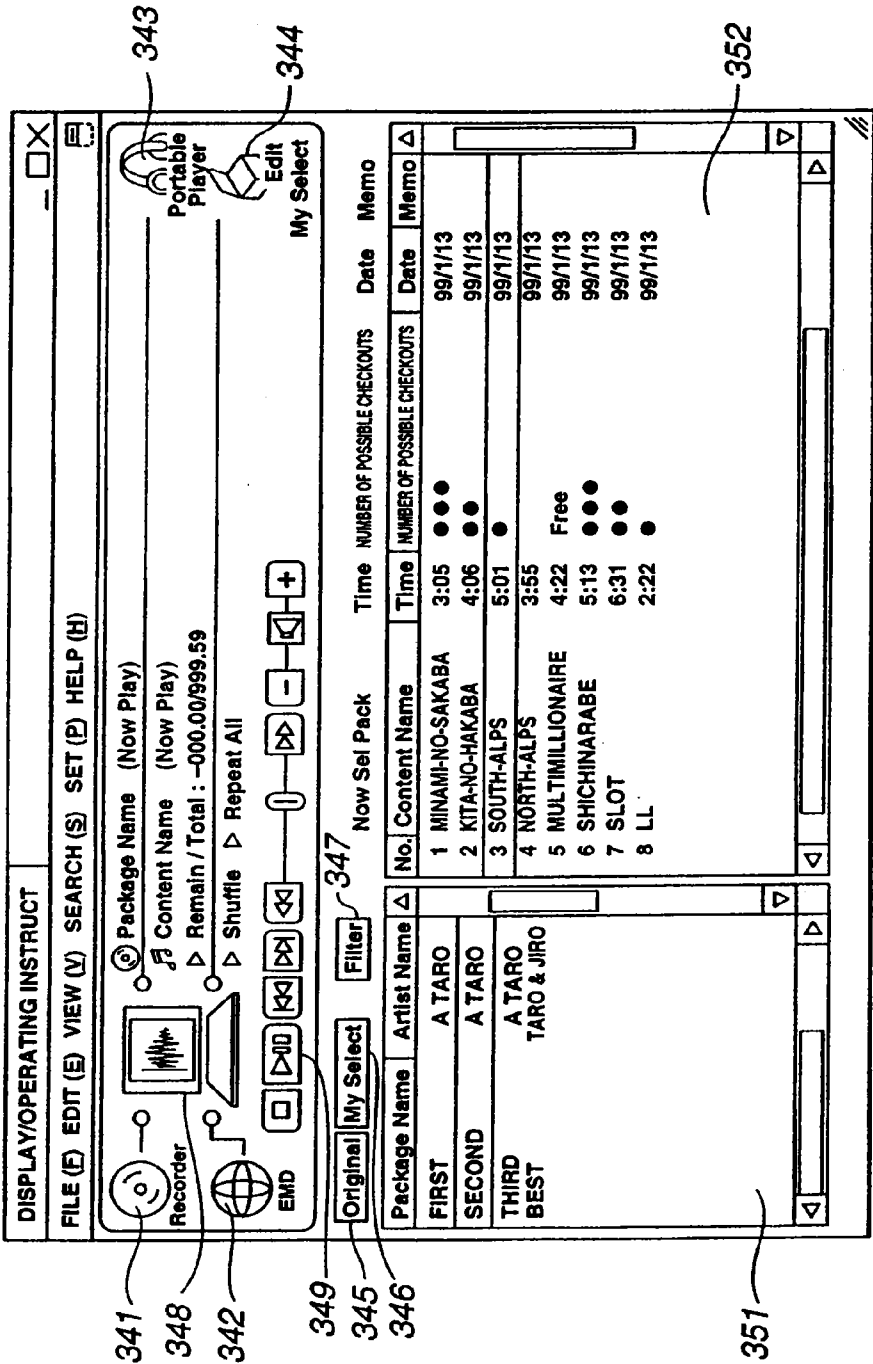 DISPLAY/OPERATING INSTRUCT
FILE (F) EDIT (E) VIEW (V) SEARCH (S) SET (P) HELP (H)
341
348
342
349
345
346
347
351
343
344
352
Recorder
EMD
Package Name (Now Play)
Content Name (Now Play)
▷ Remain / Total : –000.00/999.59
▷ Shuffle ▷ Repeat All
Portable
Player
Edit
My Select
− +
Original My Select Filter
Now Sel Pack Time NUMBER OF POSSIBLE CHECKOUTS Date Memo
Package Name Artist Name
FIRST A TARO
SECOND A TARO
THIRD A TARO
BEST TARO & JIRO
No. Content Name Time NUMBER OF POSSIBLE CHECKOUTS Date Memo
1 MINAMI-NO-SAKABA 3:05 ●●● 99/1/13
2 KITA-NO-HAKABA 4:06 ●● 99/1/13
3 SOUTH-ALPS 5:01 ● 99/1/13
4 NORTH-ALPS 3:55 99/1/13
5 MULTIMILLIONAIRE 4:22 Free 99/1/13
6 SHICHINARABE 5:13 ●●● 99/1/13
7 SLOT 6:31 ●● 99/1/13
8 LL 2:22 ● 99/1/13